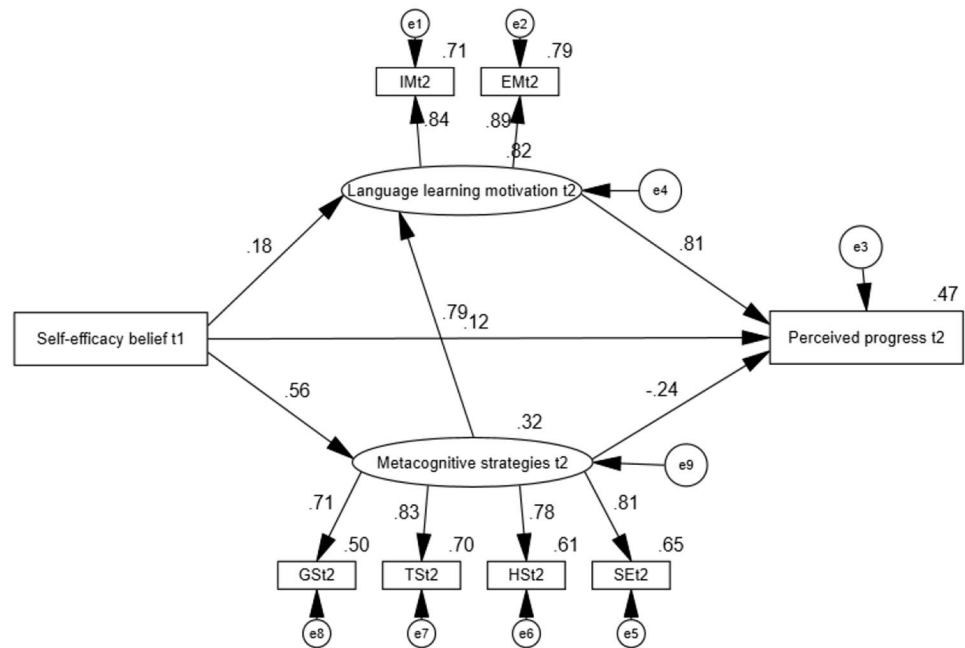 e1
e2
.71
.79
IMt2
EMt2
.84
.89
.82
Language learning motivation t2
e4
.18
.81
e3
.47
.79
.12
Self-efficacy belief t1
Perceived progress t2
.56
-.24
.32
Metacognitive strategies t2
e9
.71
.83
.78
.81
.50
.70
.61
.65
GSt2
TSt2
HSt2
SEt2
e8
e7
e6
e5